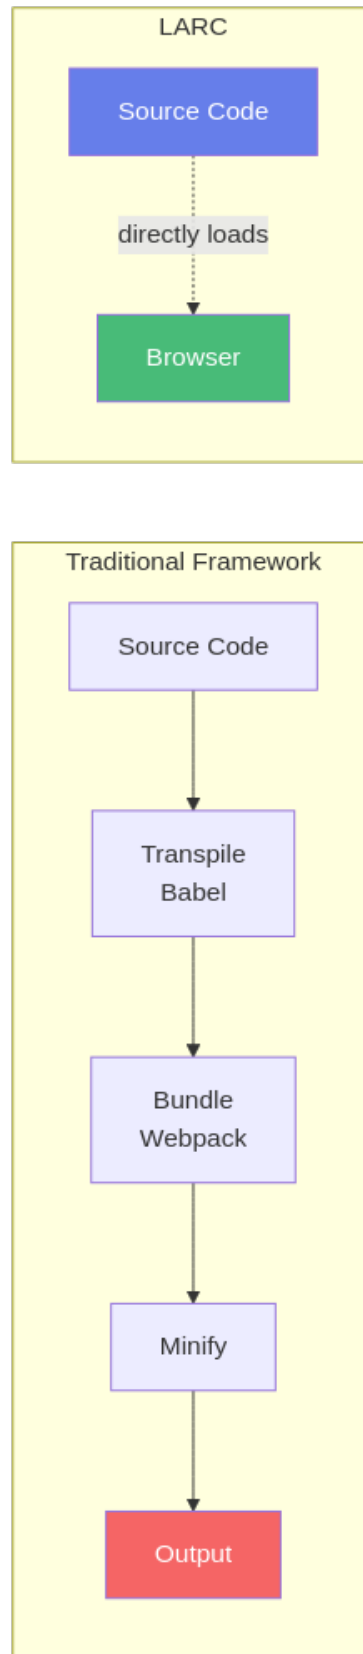 LARC
Source Code
directly loads
Browser
Traditional Framework
Source Code
Transpile
Babel
Bundle
Webpack
Minify
Output